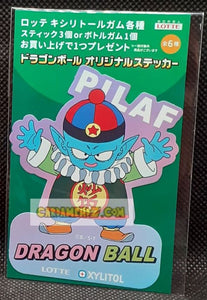 ロッテ キシリトールガム各種
スティック3個orボトルガム1個
お買い上げで1つプレゼント
LOTTE
全6種
ドラゴンボール オリジナルステッカー
PILAF
DRAGON BALL
LOTTE XYLITOL